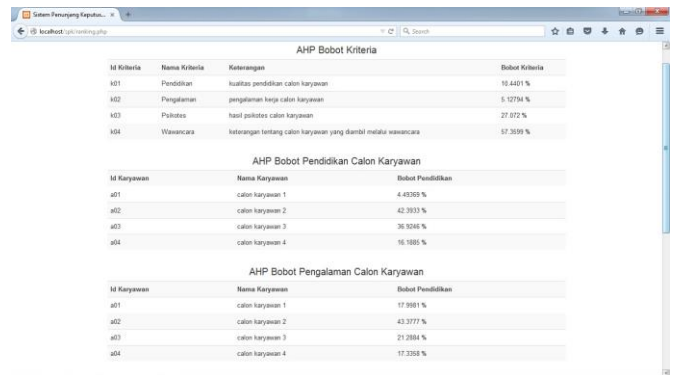 Sistem Penunjang Kaputus...
localhost/spk/ranking.php
Search
AHP Bobot Kriteria
Id Kriteria Nama Kriteria Keterangan Bobot Kriteria
k01 Pendidikan kualitas pendidikan calon karyawan 10.4401 %
k02 Pengalaman pengalaman kerja calon karyawan 5.12794 %
k03 Psikotes hasil psikotes calon karyawan 27.072 %
k04 Wawancara keterangan tentang calon karyawan yang diambil melalui wawancara 57.3599 %
AHP Bobot Pendidikan Calon Karyawan
Id Karyawan Nama Karyawan Bobot Pendidikan
a01 calon karyawan 1 4.49369 %
a02 calon karyawan 2 42.3933 %
a03 calon karyawan 3 36.9246 %
a04 calon karyawan 4 16.1885 %
AHP Bobot Pengalaman Calon Karyawan
Id Karyawan Nama Karyawan Bobot Pendidikan
a01 calon karyawan 1 17.9981 %
a02 calon karyawan 2 43.3777 %
a03 calon karyawan 3 21.2884 %
a04 calon karyawan 4 17.3358 %